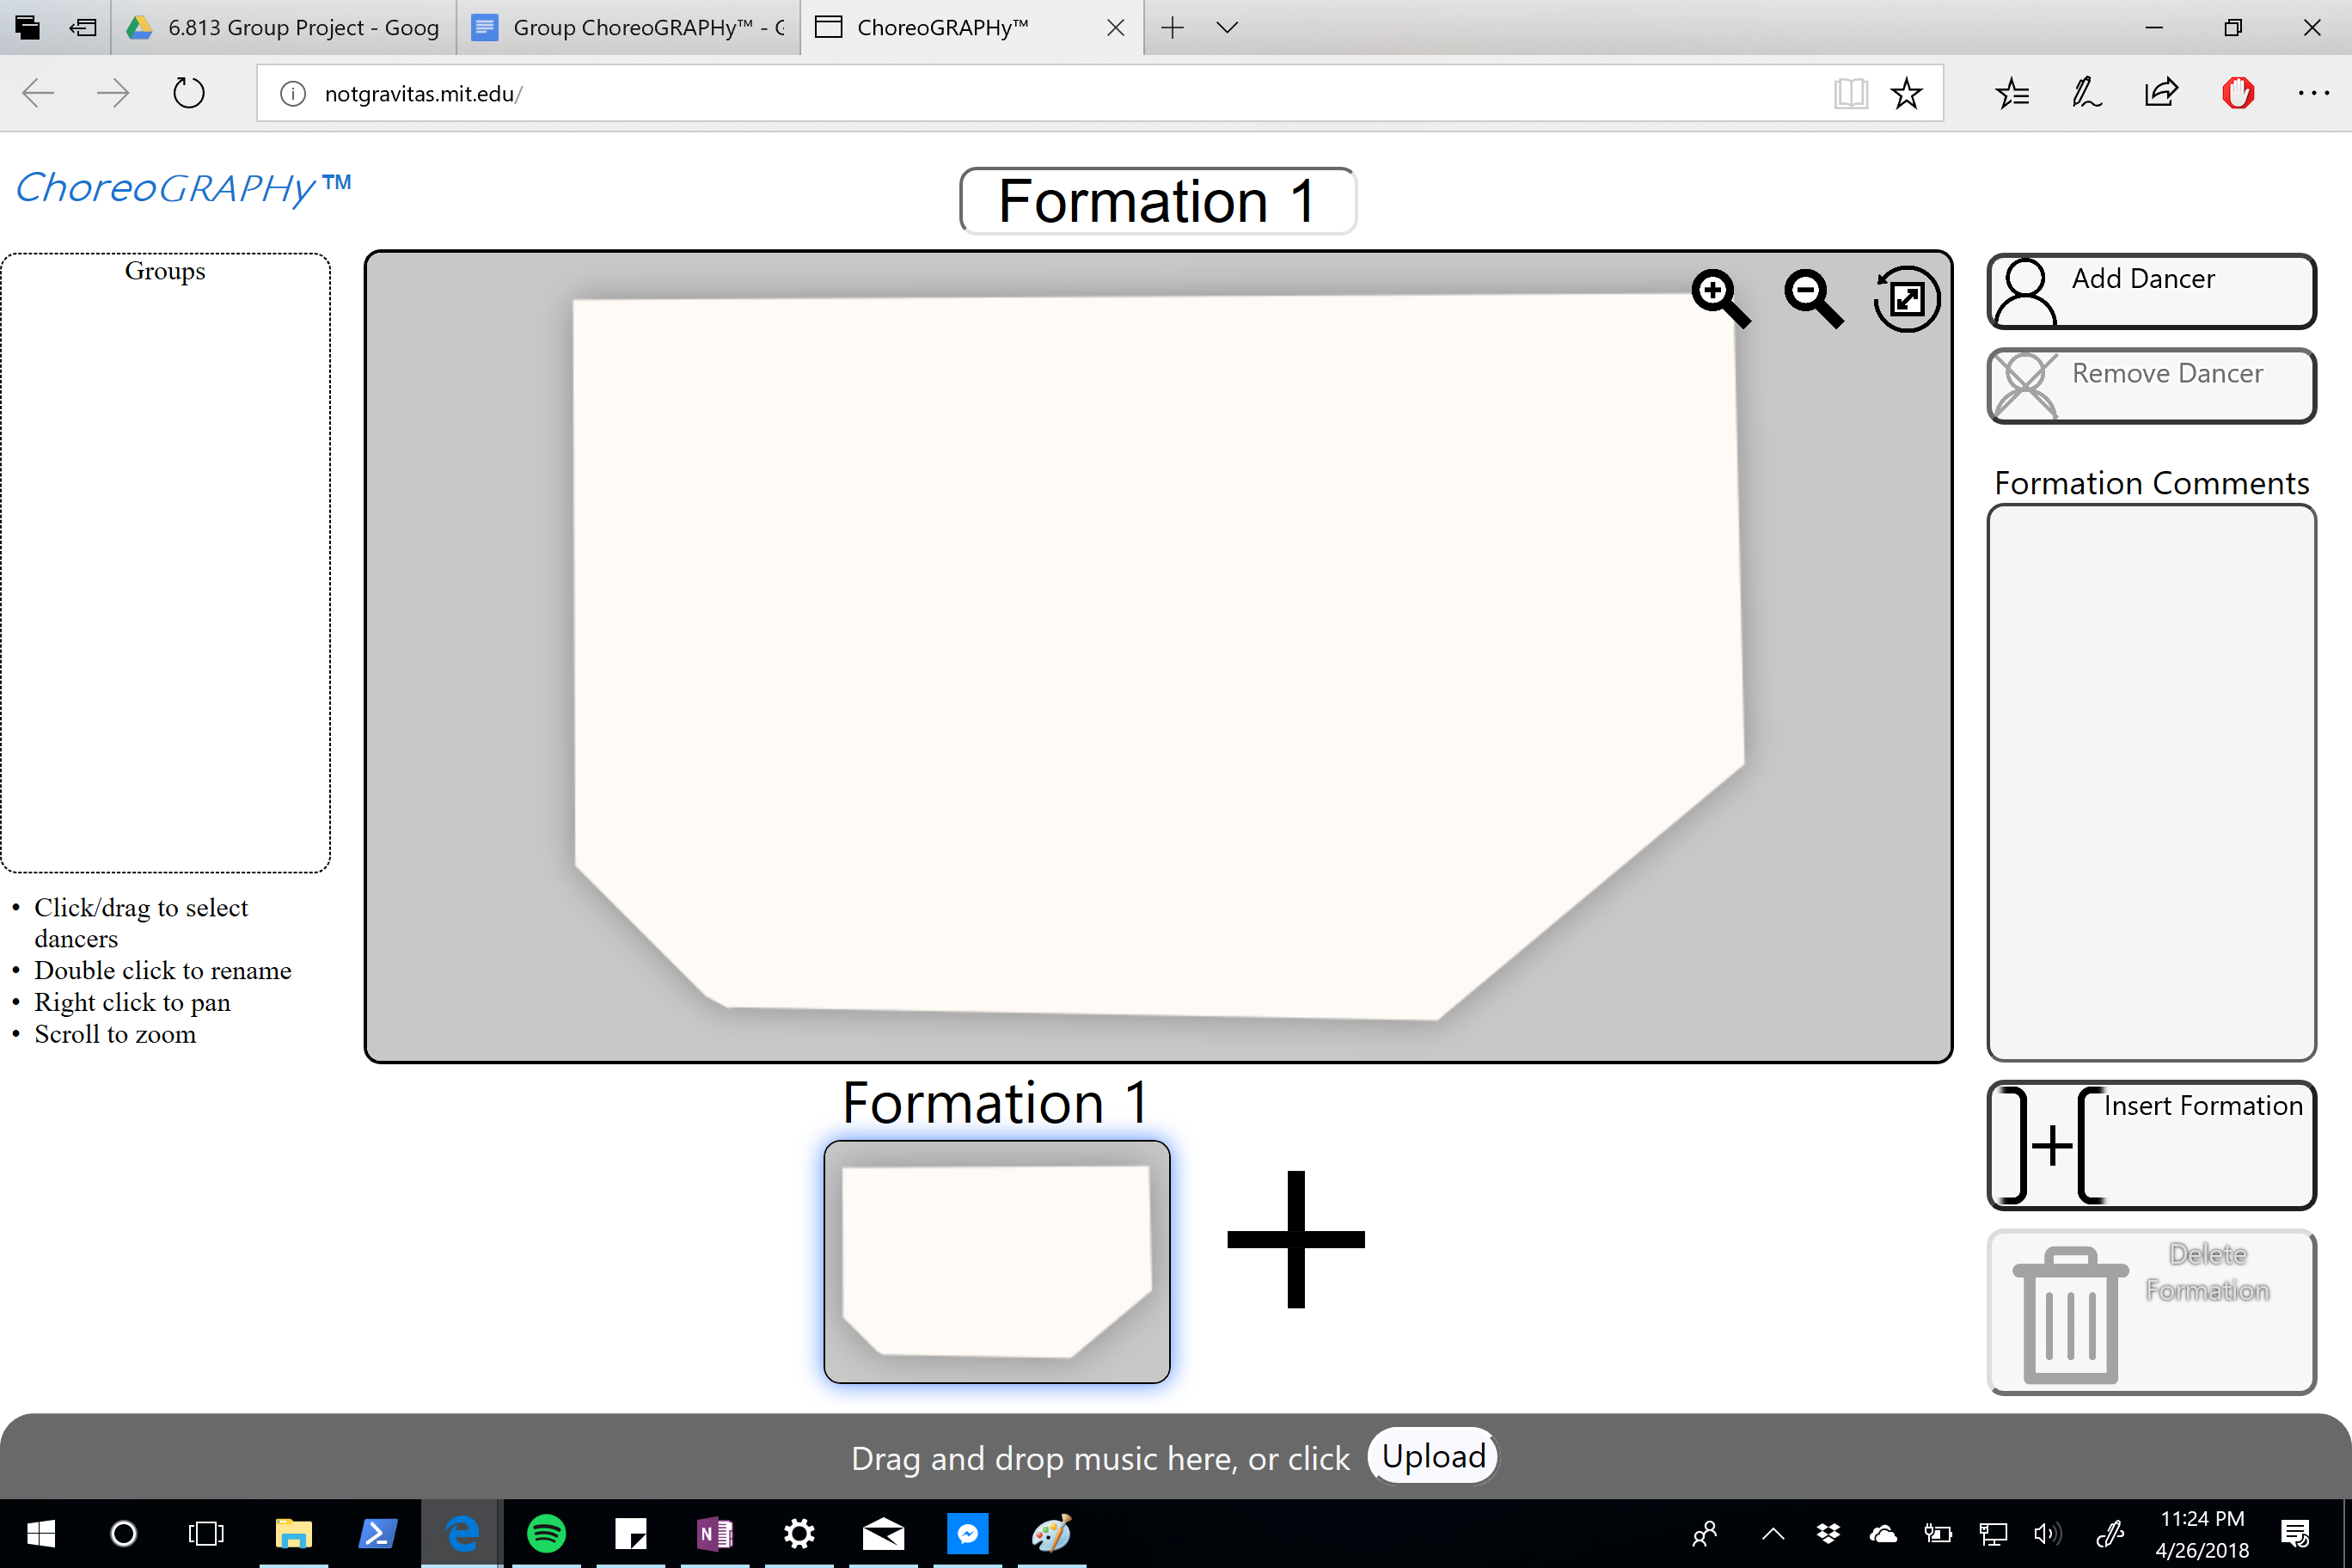 6.813 Group Project - Goog
Group ChoreoGRAPHy™ - G
ChoreoGRAPHy™
notgravitas.mit.edu/
ChoreoGRAPHy™
Formation 1
Groups
Add Dancer
Remove Dancer
Formation Comments
• Click/drag to select
dancers
• Double click to rename
• Right click to pan
• Scroll to zoom
Formation 1
Insert Formation
Delete
Formation
Drag and drop music here, or click Upload
11:24 PM
4/26/2018